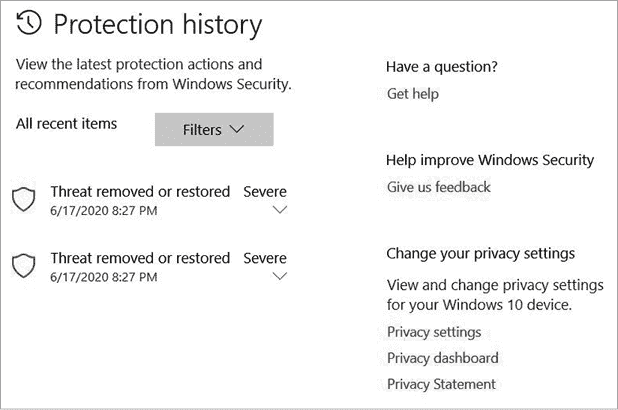 Protection history
View the latest protection actions and
recommendations from Windows Security.
All recent items
Filters
Threat removed or restored Severe
6/17/2020 8:27 PM
Threat removed or restored Severe
6/17/2020 8:27 PM
Have a question?
Get help
Help improve Windows Security
Give us feedback
Change your privacy settings
View and change privacy settings
for your Windows 10 device.
Privacy settings
Privacy dashboard
Privacy Statement